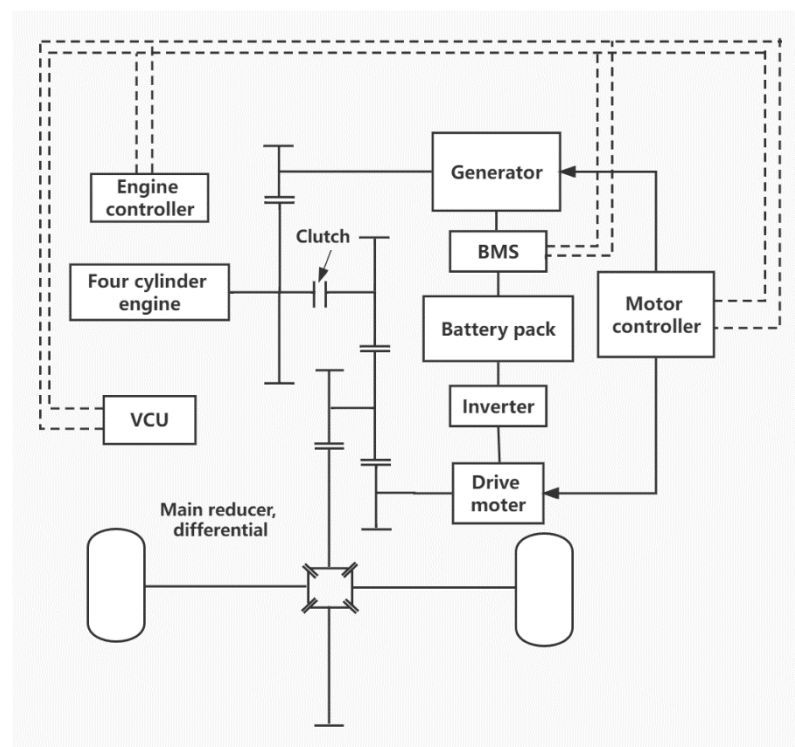 Generator
Engine
controller
Clutch
BMS
Four cylinder
engine
Motor
controller
Battery pack
VCU
Inverter
Drive
moter
Main reducer,
differential